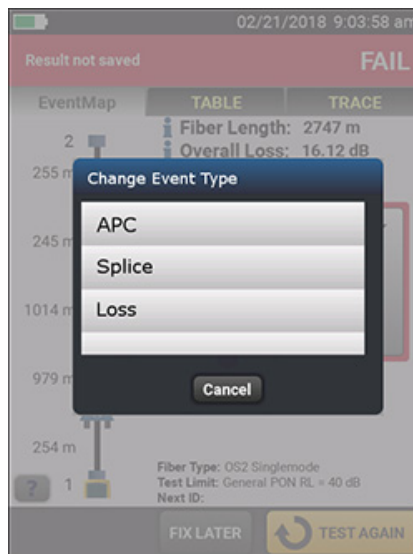 02/21/2018 9:03:58 am
Result not saved
FAIL
EventMap
TABLE
TRACE
Fiber Length: 2747 m
2
Overall Loss: 16.12 dB
255 m
Change Event Type
APC
245 m
Splice
Loss
1014 m
979 m
Cancel
254 m
Fiber Type: OS2 Singlemode
Test Limit: General PON RL = 40 dB
? 1
Next ID:
FIX LATER
TEST AGAIN